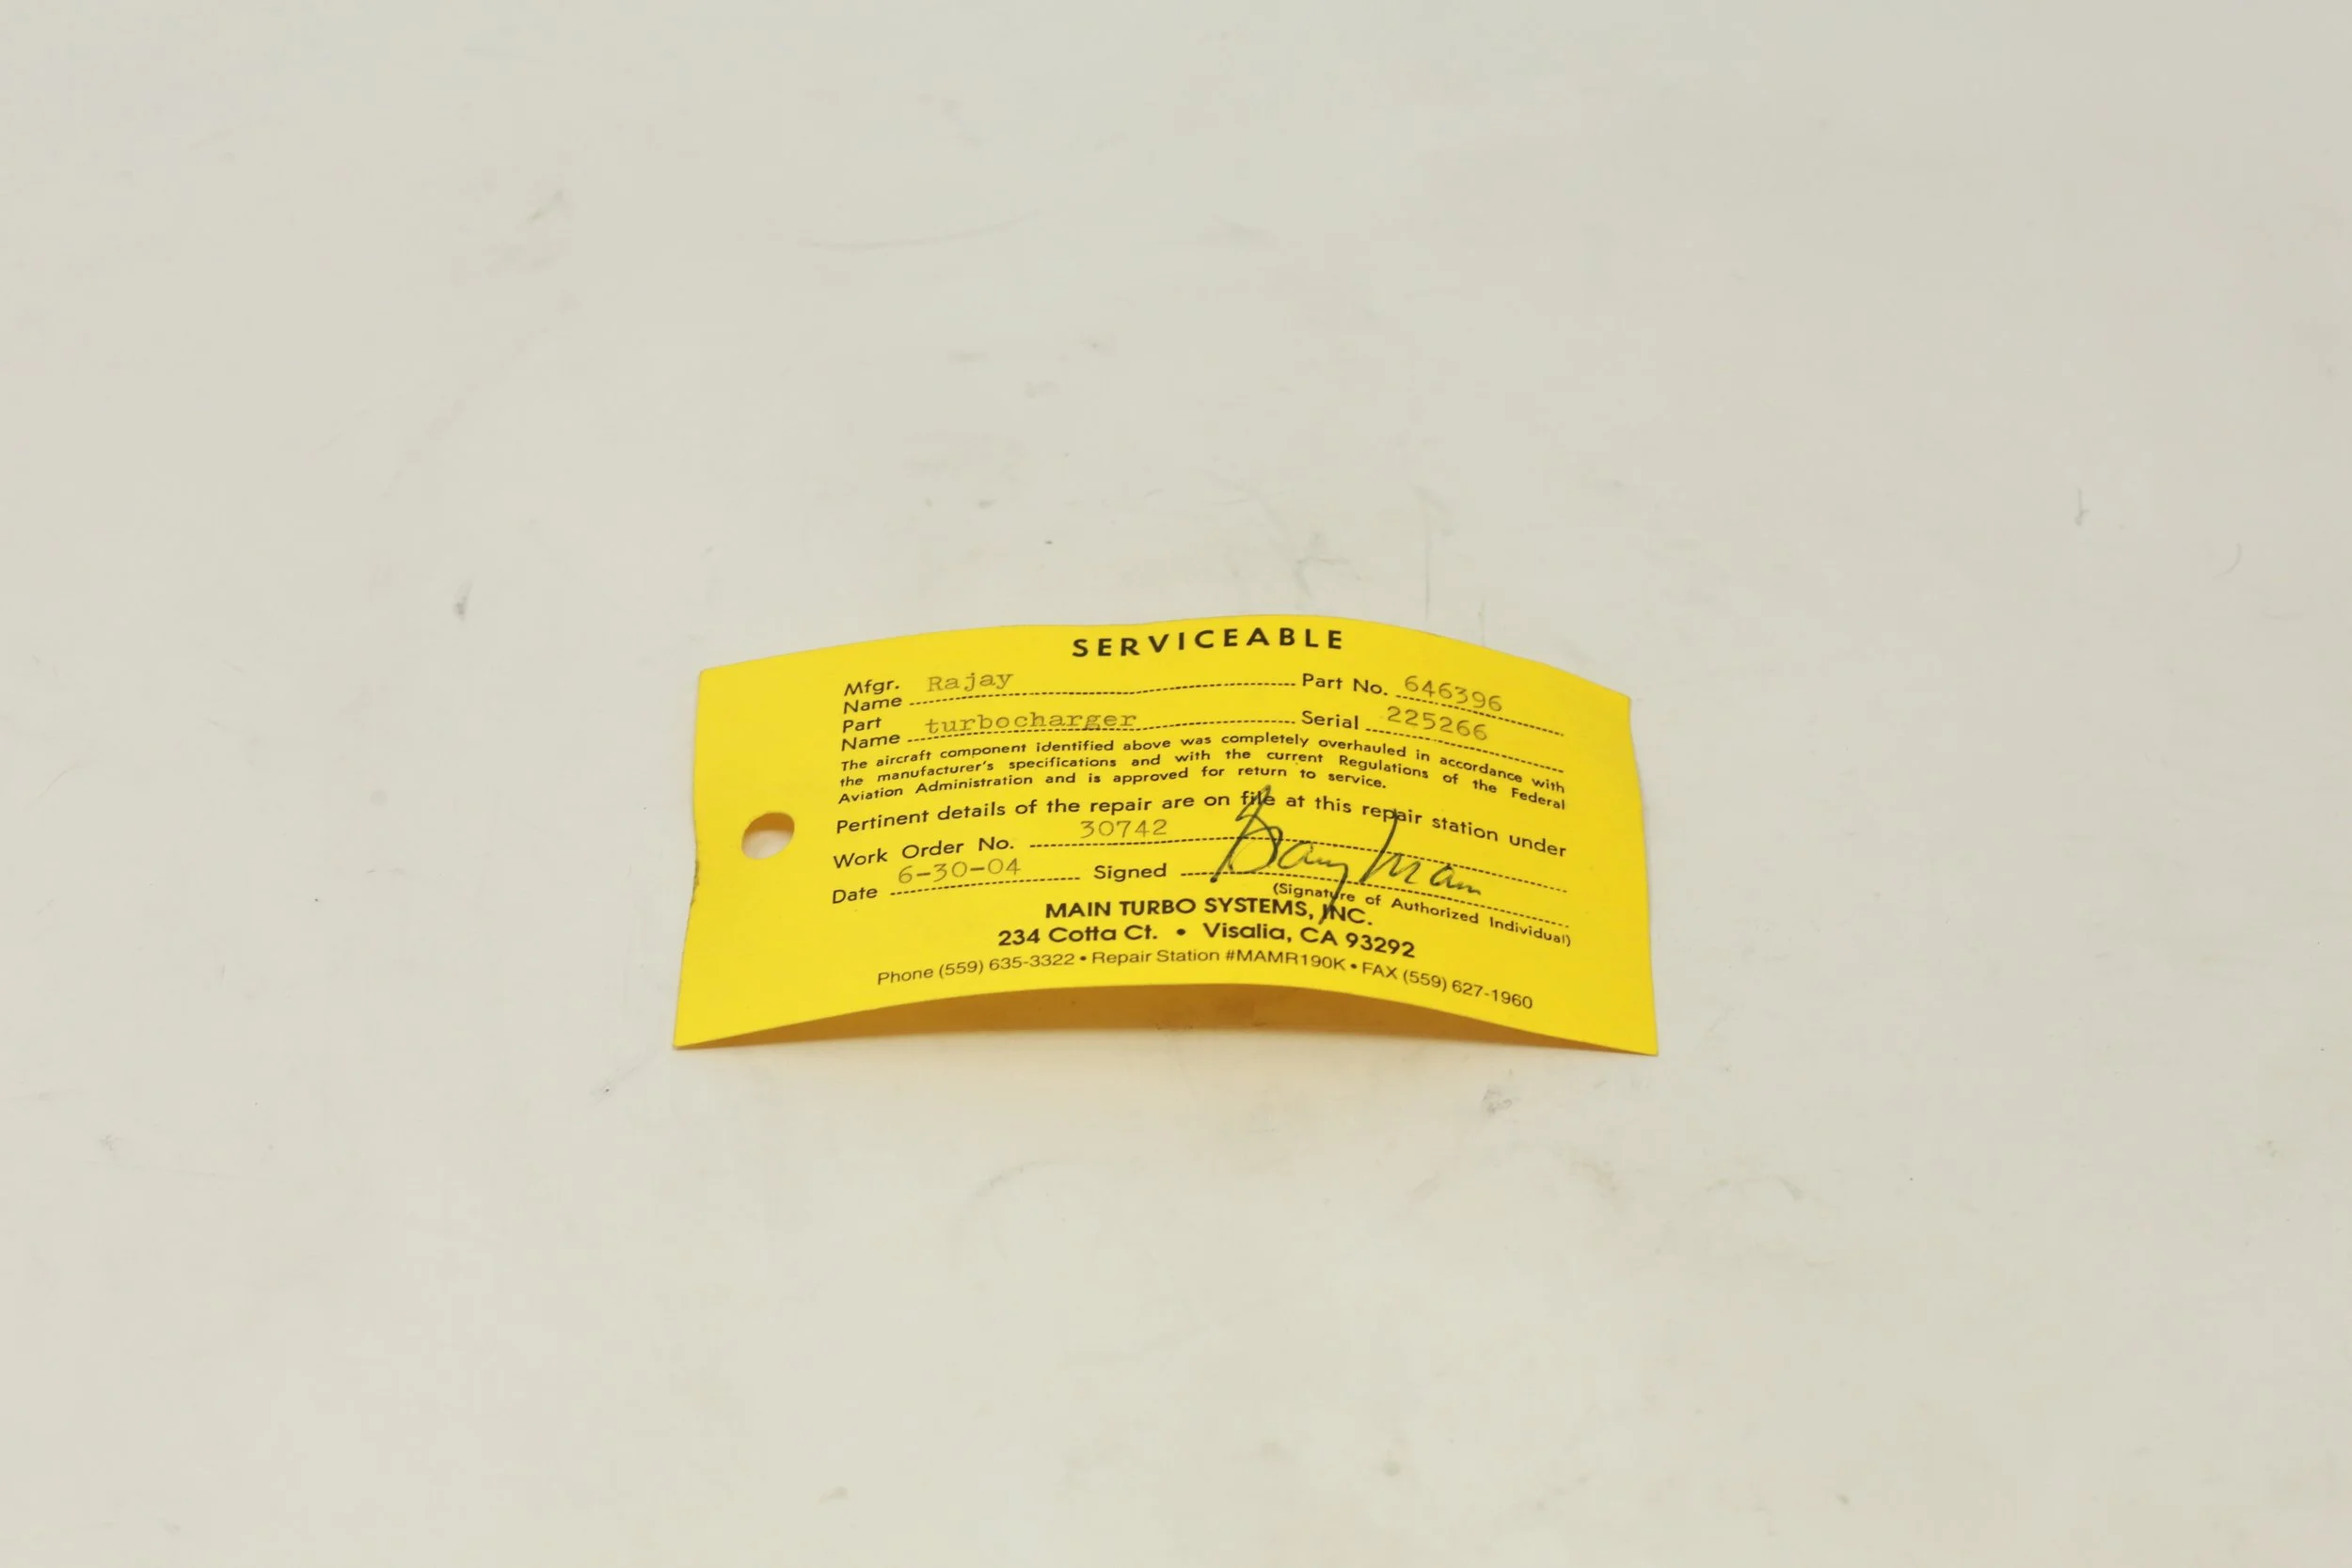 SERVICEABLE
Mfgr. Name Rajay Part No. 646396
Part Name turbocharger Serial 225266
The aircraft component identified above was completely overhauled in accordance with
the manufacturer's specifications and with the current Regulations of the Federal
Aviation Administration and is approved for return to service.
Pertinent details of the repair are on file at this repair station under
Work Order No. 30742
Date 6-30-04 Signed
(Signature of Authorized Individual)
MAIN TURBO SYSTEMS, INC.
234 Cotta Ct. • Visalia, CA 93292
Phone (559) 635-3322 • Repair Station #MAMR190K • FAX (559) 627-1960